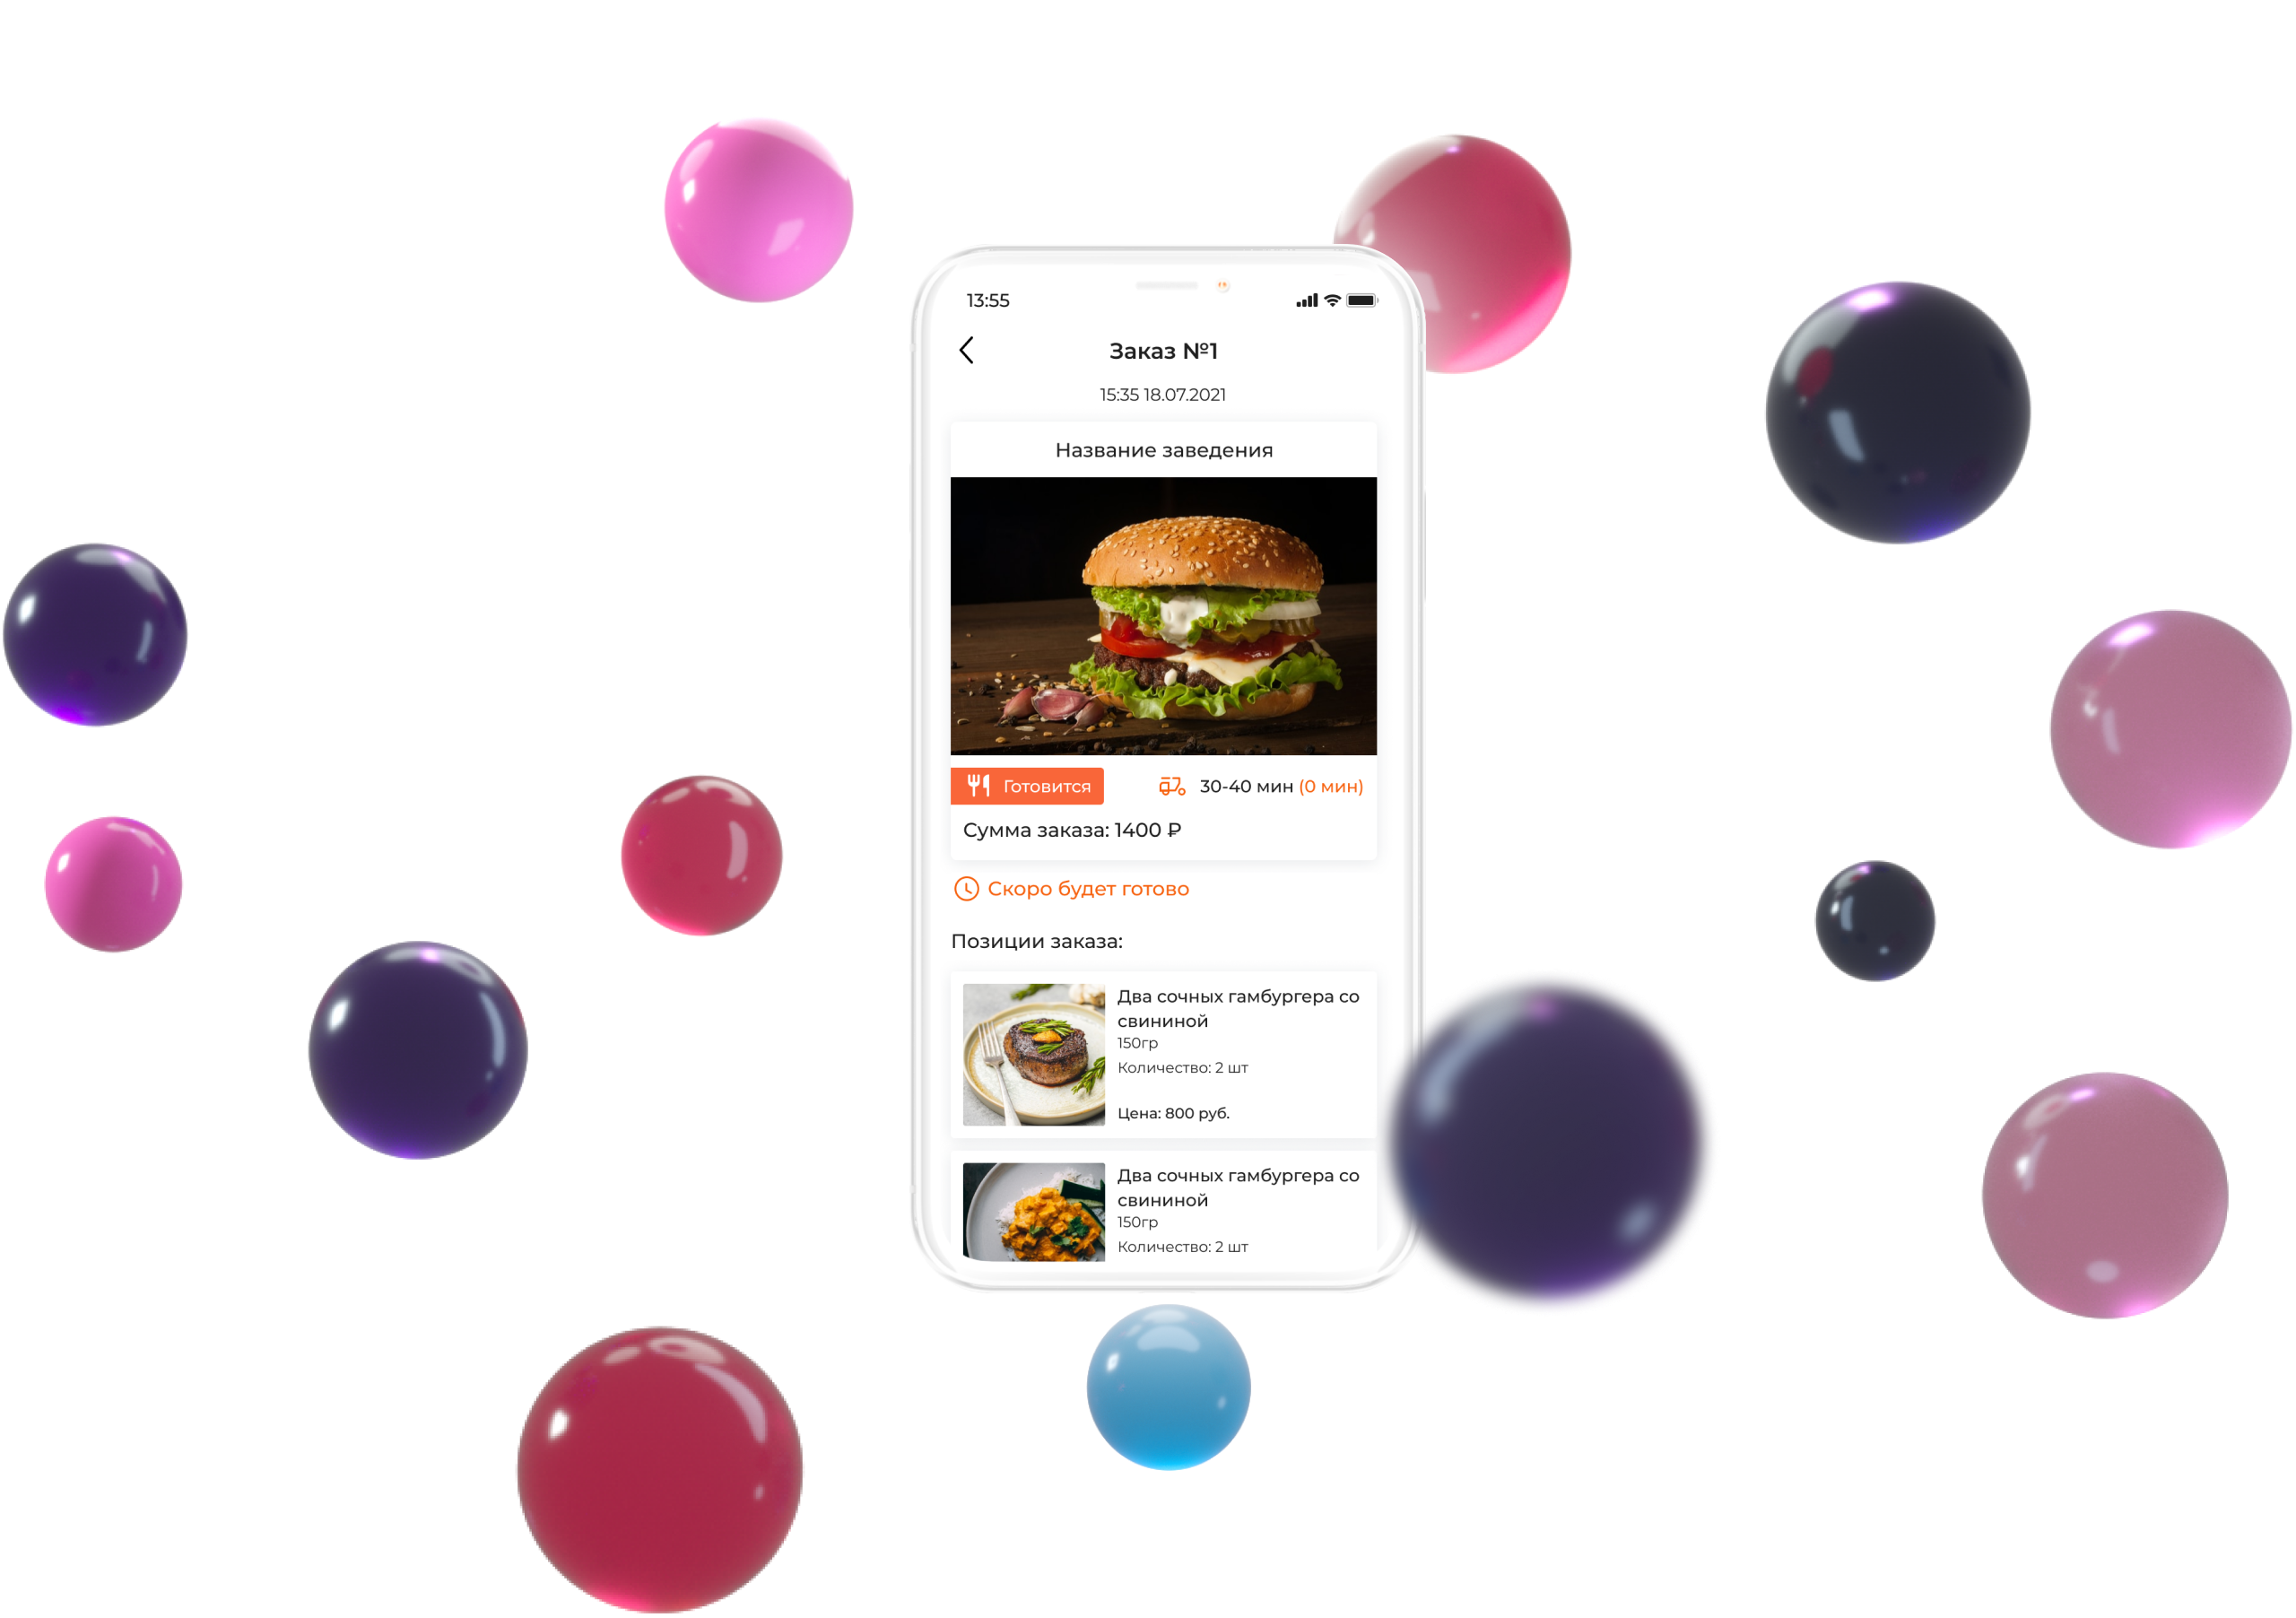 13:55
Заказ №1
15:35 18.07.2021
Название заведения
Готовится
30-40 мин (0 мин)
Сумма заказа: 1400 ₽
Скоро будет готово
Позиции заказа:
Два сочных гамбургера со
свининой
150гр
Количество: 2 шт
Цена: 800 руб.
Два сочных гамбургера со
свининой
150гр
Количество: 2 шт